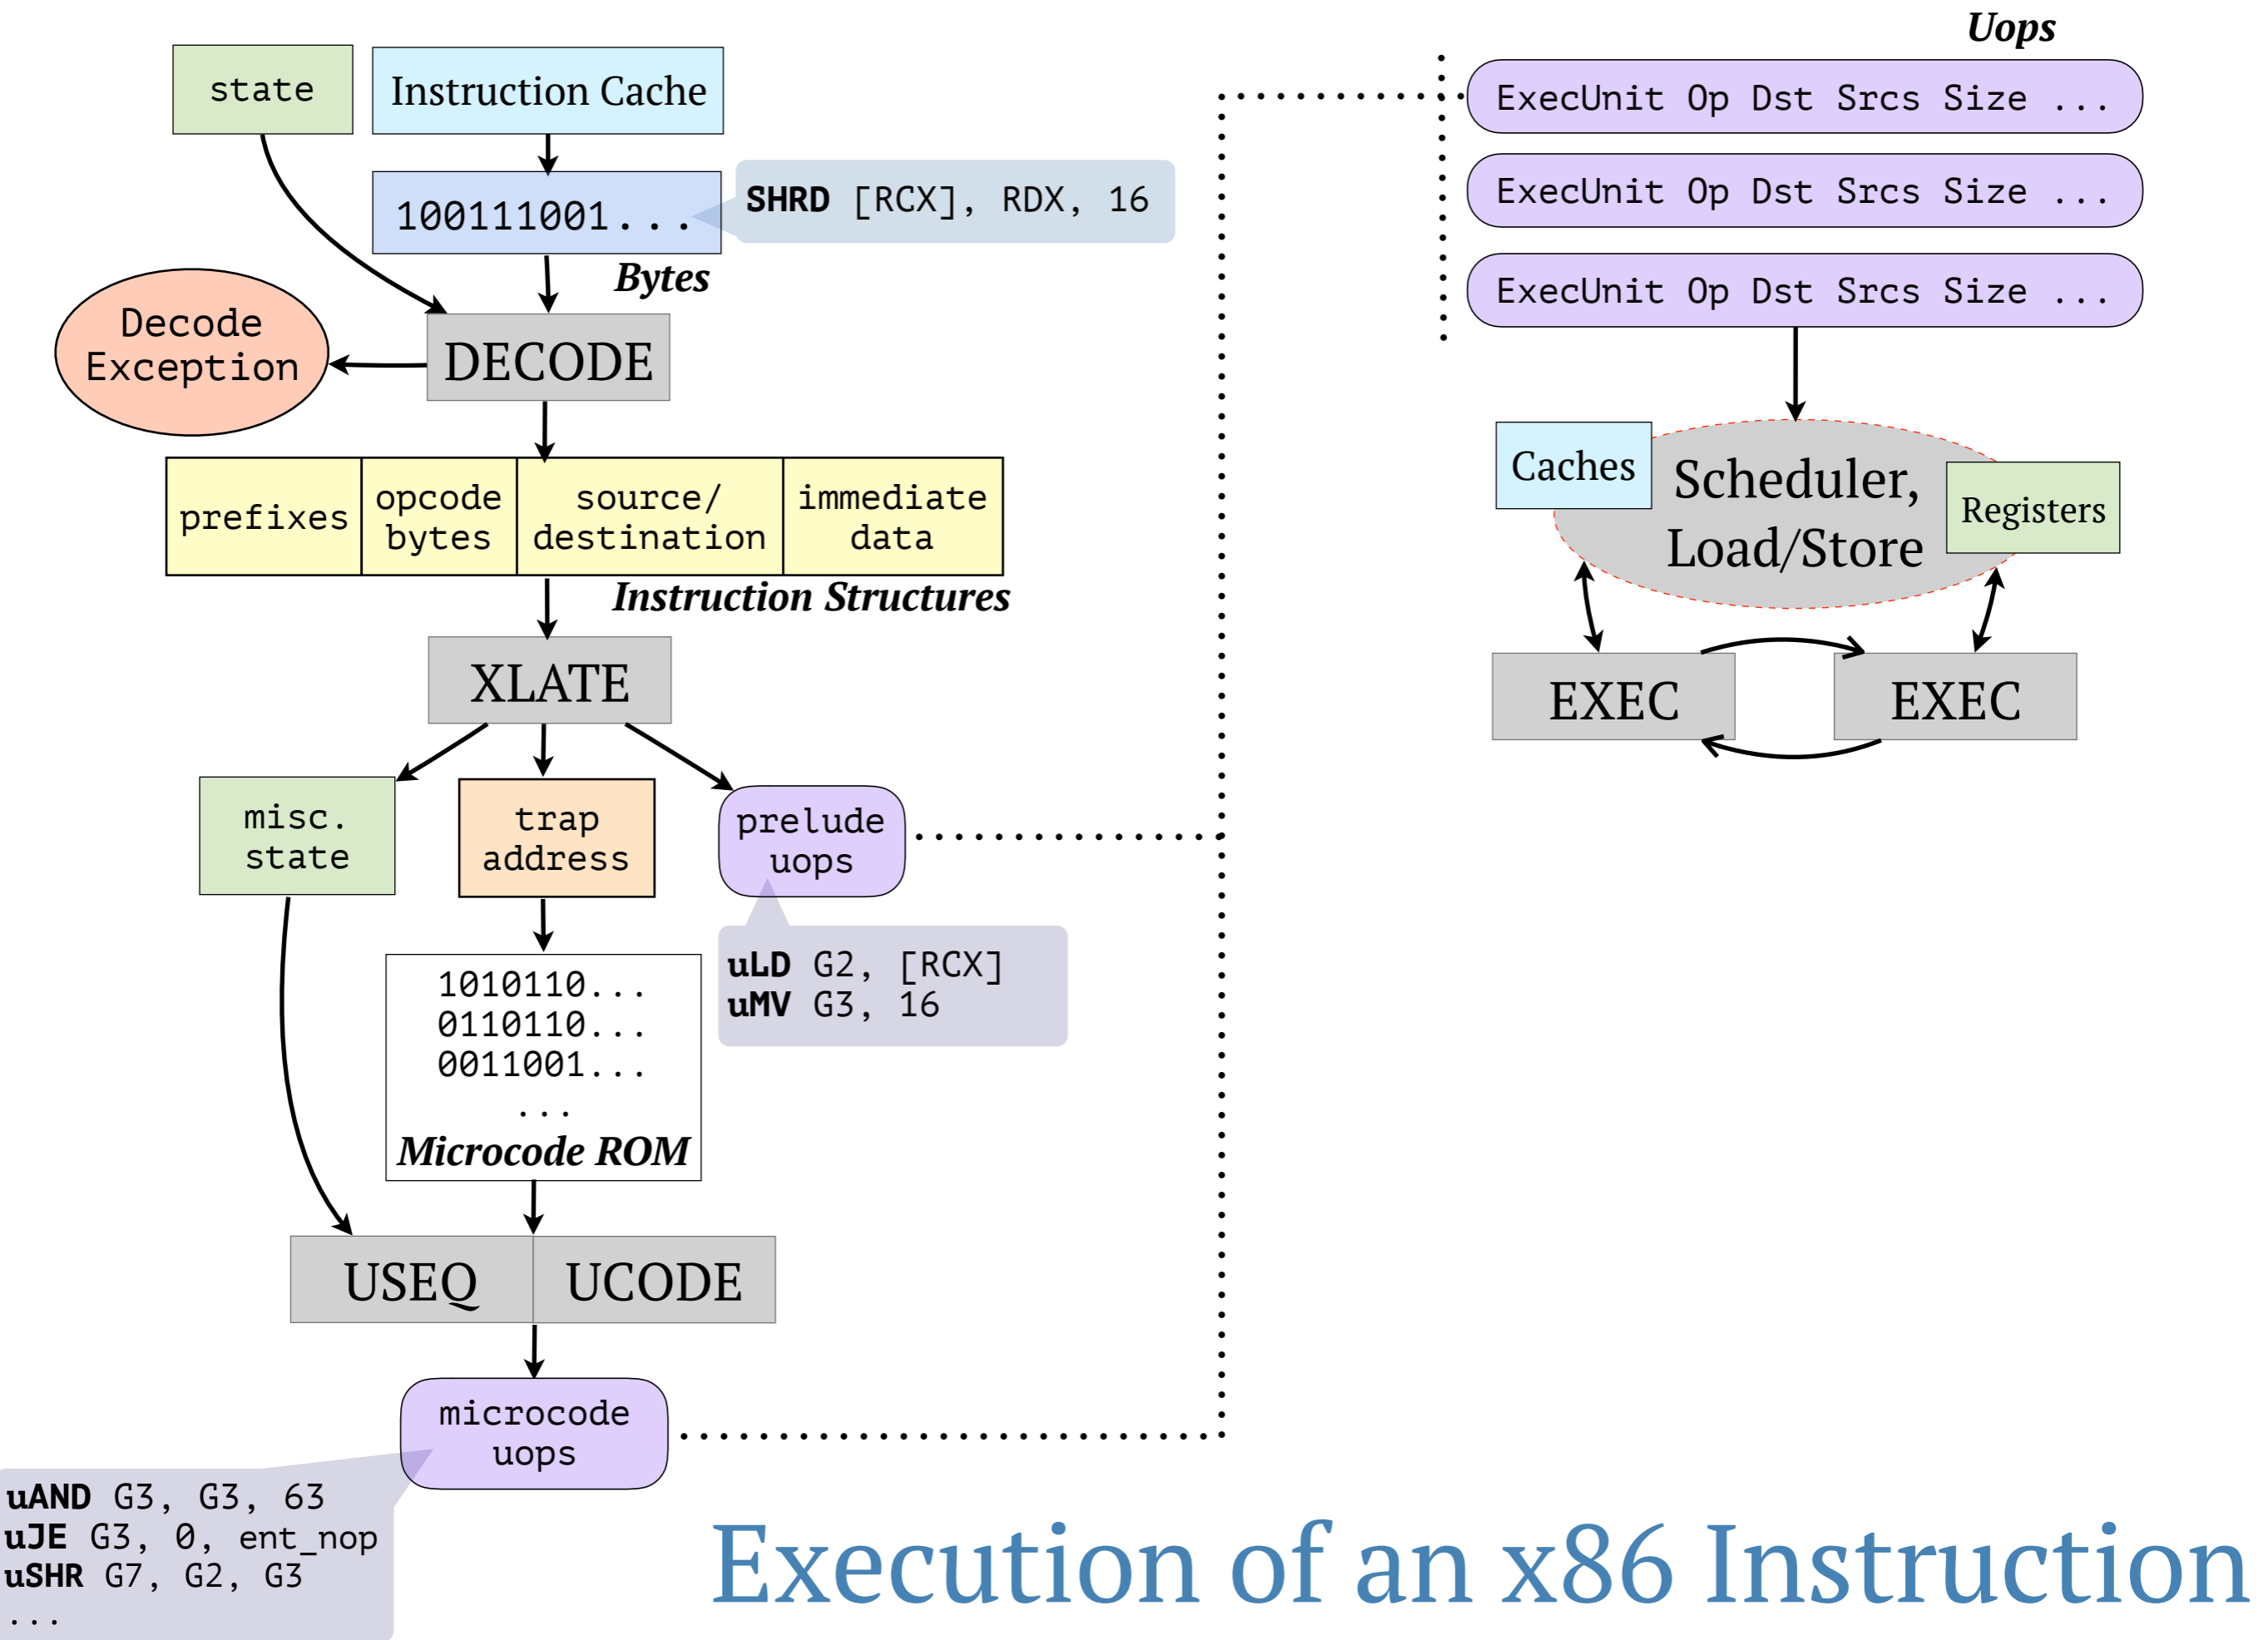 state
Instruction Cache
100111001...
SHRD [RCX], RDX, 16
Bytes
Decode
Exception
DECODE
prefixes
opcode
bytes
source/
destination
immediate
data
Instruction Structures
XLATE
misc.
state
trap
address
prelude
uops
uLD G2, [RCX]
uMV G3, 16
1010110...
0110110...
0011001...
...
Microcode ROM
USEQ
UCODE
microcode
uops
uAND G3, G3, 63
uJE G3, 0, ent_nop
uSHR G7, G2, G3
...
Uops
ExecUnit Op Dst Srcs Size ...
ExecUnit Op Dst Srcs Size ...
ExecUnit Op Dst Srcs Size ...
Caches
Scheduler,
Load/Store
Registers
EXEC
EXEC
Execution of an x86 Instruction